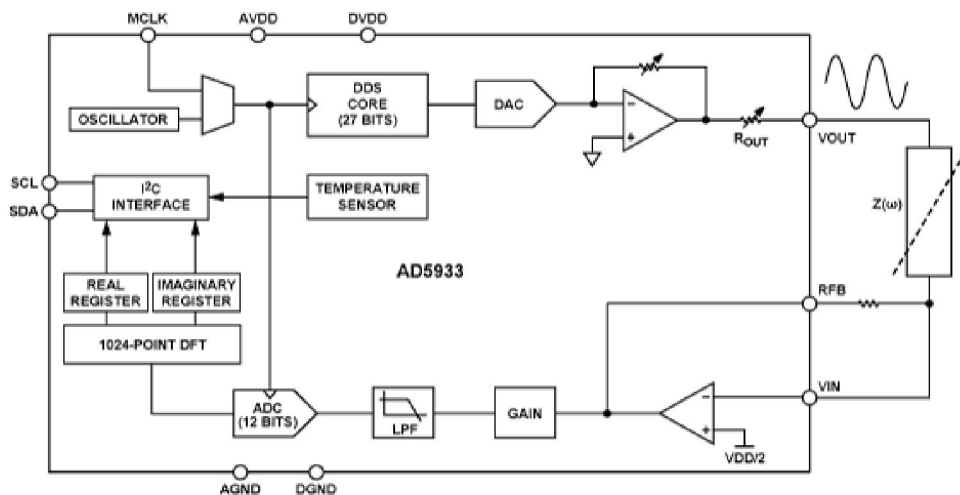 MCLK
AVDD
DVDD
OSCILLATOR
DDS
CORE
(27 BITS)
DAC
−
+
ROUT
VOUT
SCL
SDA
I²C
INTERFACE
TEMPERATURE
SENSOR
Z(ω)
AD5933
REAL
REGISTER
IMAGINARY
REGISTER
RFB
1024-POINT DFT
VIN
ADC
(12 BITS)
LPF
GAIN
−
+
VDD/2
AGND
DGND